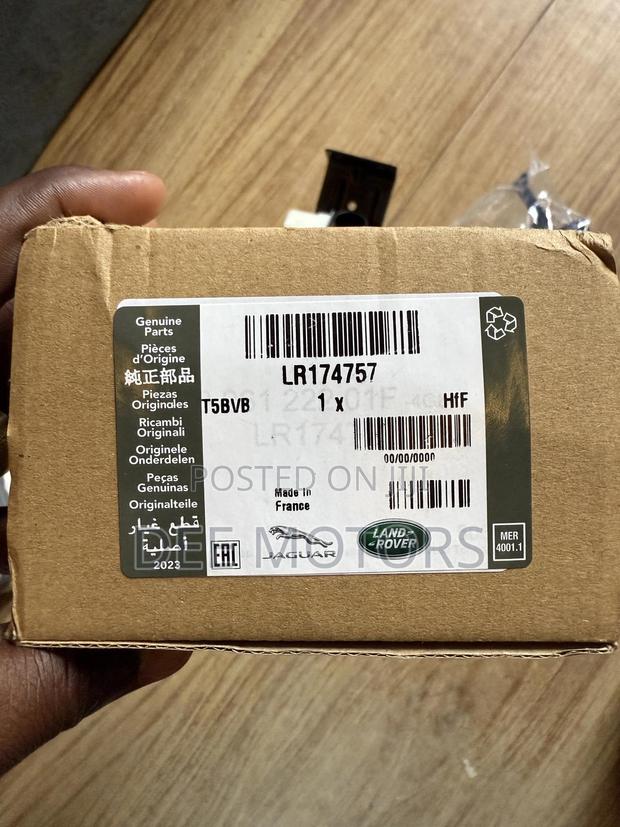 Genuine
Parts
Pièces
d'Origine
純正部品
Piezas
Originales
Ricambi
Originali
Originele
Onderdelen
Peças
Genuinas
Originalteile
قطع غيار
أصلية
2023
LR174757
T5BVB
1 x
HfF
LR174
00/00/0000
Made In
France
EAC
JAGUAR
LAND-
-ROVER
MER
4001.1
POSTED ON JIJI
DEE MOTORS